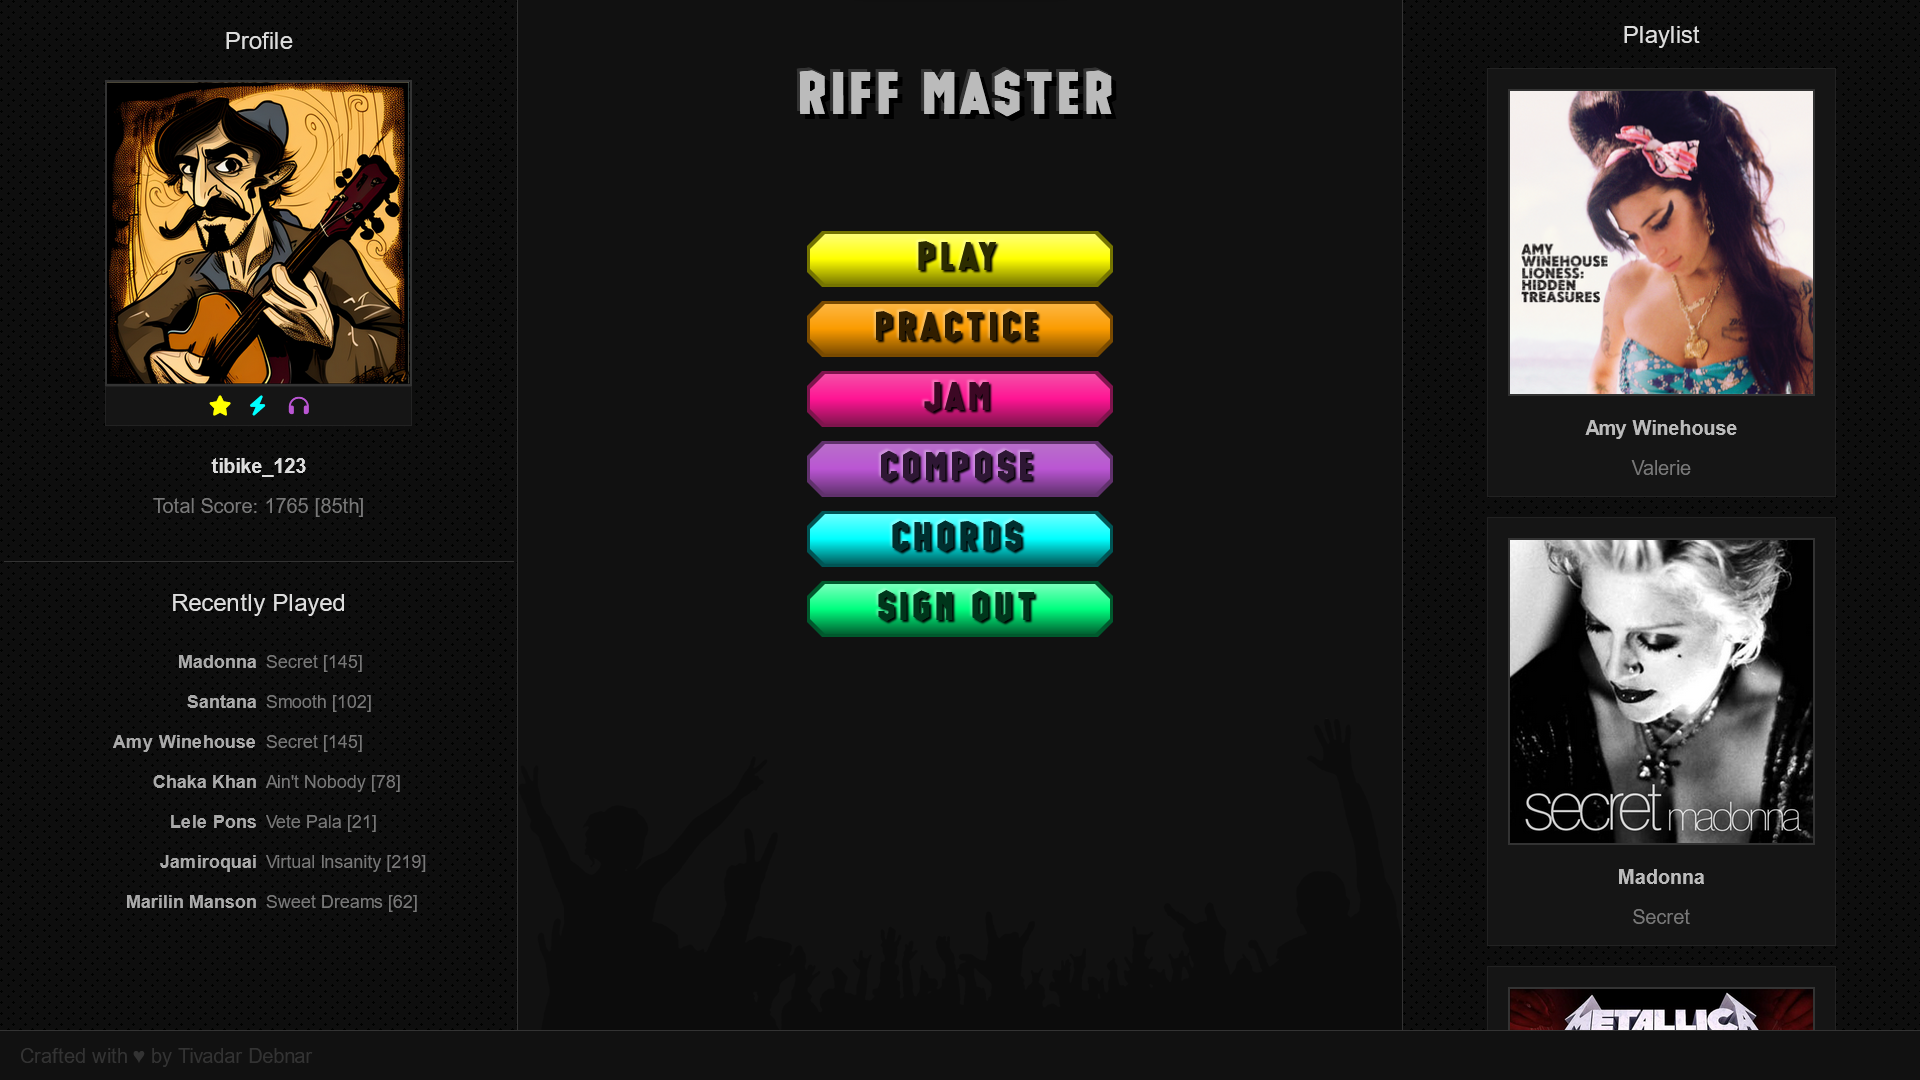 Profile
tibike_123
Total Score: 1765 [85th]
Recently Played
Madonna Secret [145]
Santana Smooth [102]
Amy Winehouse Secret [145]
Chaka Khan Ain't Nobody [78]
Lele Pons Vete Pala [21]
Jamiroquai Virtual Insanity [219]
Marilin Manson Sweet Dreams [62]
RIFF MASTER
PLAY
PRACTICE
JAM
COMPOSE
CHORDS
SIGN OUT
Playlist
AMY
WINEHOUSE
LIONESS:
HIDDEN
TREASURES
Amy Winehouse
Valerie
secret madonna
Madonna
Secret
METALLICA
Crafted with ♥ by Tivadar Debnar